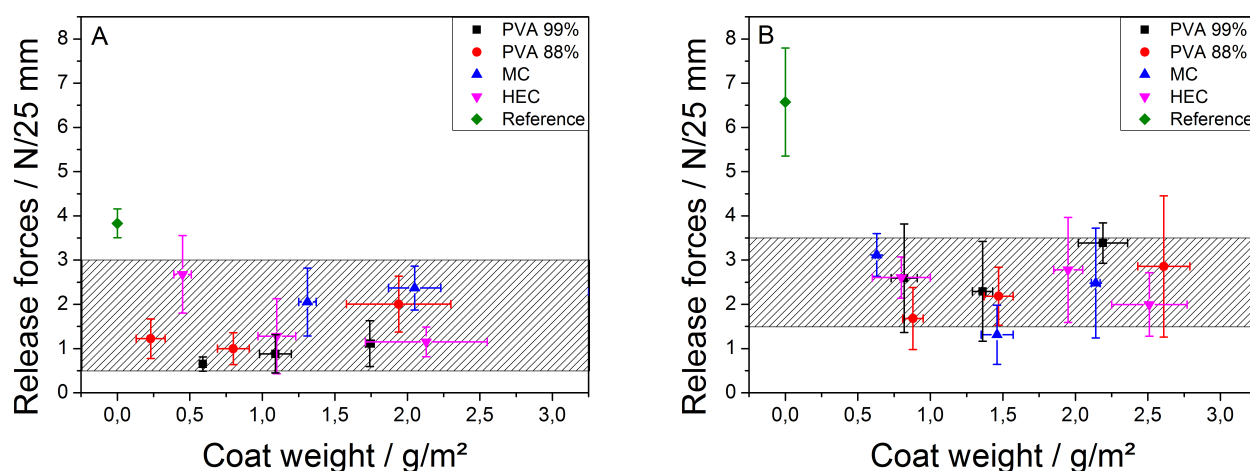 A
PVA 99%
PVA 88%
MC
HEC
Reference
8
7
6
5
4
3
2
1
0
Release forces / N/25 mm
0,0 0,5 1,0 1,5 2,0 2,5 3,0
Coat weight / g/m²
B
PVA 99%
PVA 88%
MC
HEC
Reference
8
7
6
5
4
3
2
1
0
Release forces / N/25 mm
0,0 0,5 1,0 1,5 2,0 2,5 3,0
Coat weight / g/m²